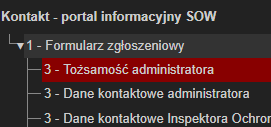 Kontakt - portal informacyjny SOW
1 - Formularz zgłoszeniowy
3 - Tożsamość administratora
3 - Dane kontaktowe administratora
3 - Dane kontaktowe Inspektora Ochron